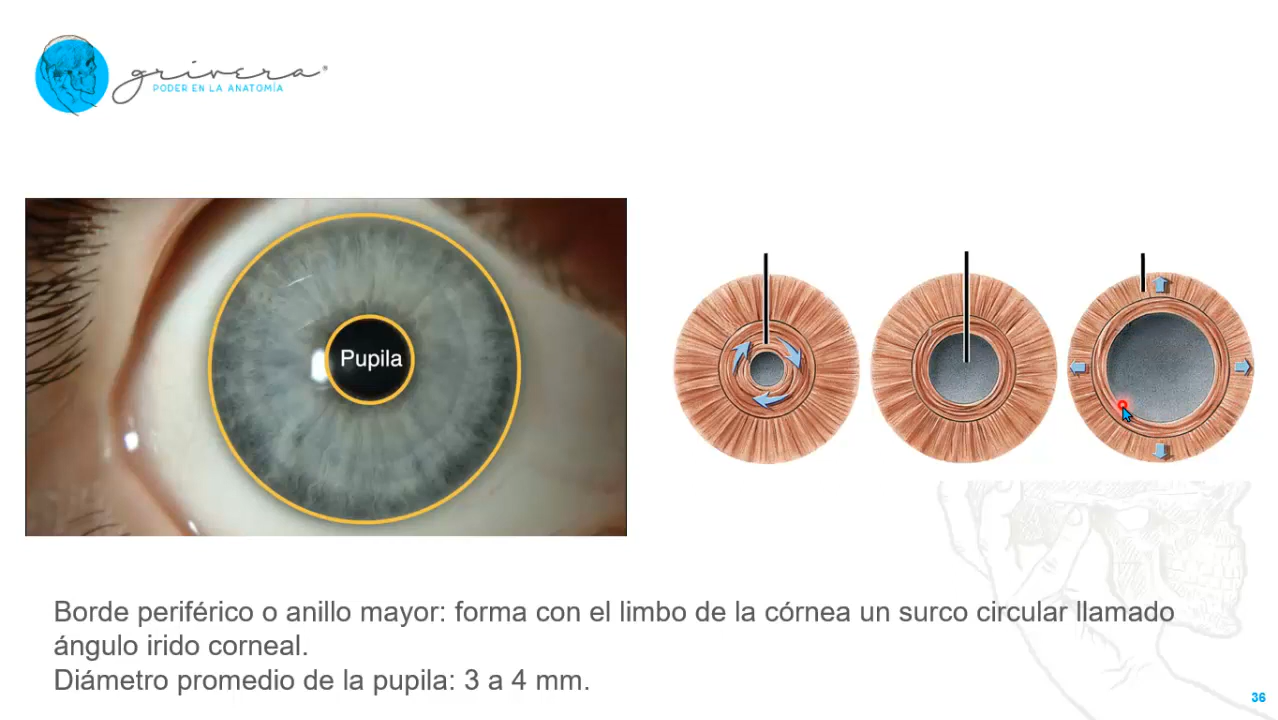 grivera®
PODER EN LA ANATOMÍA
Pupila
Borde periférico o anillo mayor: forma con el limbo de la córnea un surco circular llamado
ángulo irido corneal.
Diámetro promedio de la pupila: 3 a 4 mm.
36